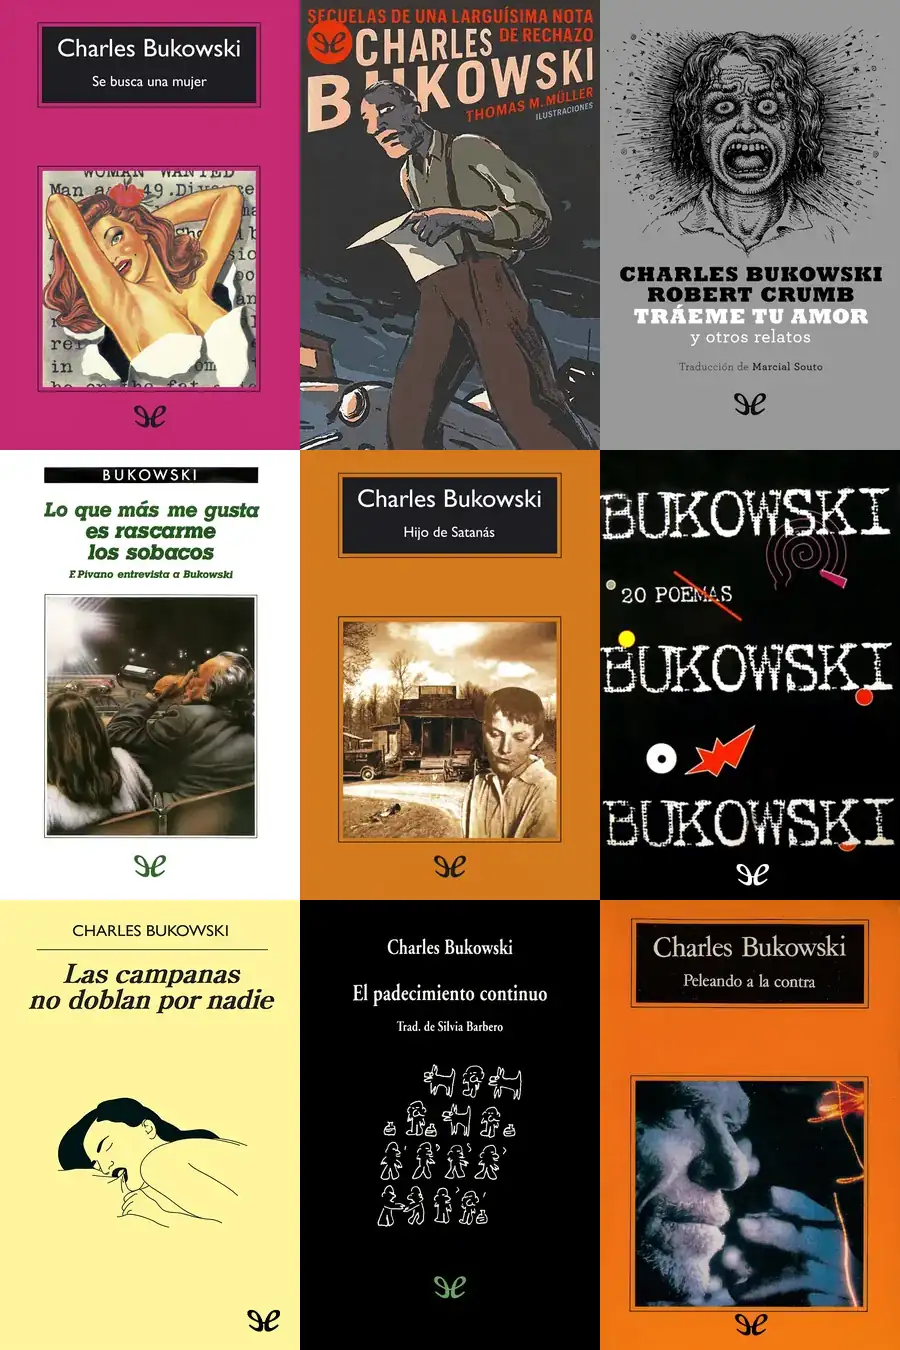 Charles Bukowski
Se busca una mujer
WOMAN WANTED
Man a 49.Divorce
in
SECUELAS DE UNA LARGUÍSIMA NOTA
DE RECHAZO
CHARLES
BUKOWSKI
THOMAS M. MÜLLER
ILUSTRACIONES
CHARLES BUKOWSKI
ROBERT CRUMB
TRÁEME TU AMOR
y otros relatos
Traducción de Marcial Souto
BUKOWSKI
Lo que más me gusta
es rascarme
los sobacos
F. Pivano entrevista a Bukowski
Charles Bukowski
Hijo de Satanás
BUKOWSKI
20 POEMAS
BUKOWSKI
BUKOWSKI
CHARLES BUKOWSKI
Las campanas
no doblan por nadie
Charles Bukowski
El padecimiento continuo
Trad. de Silvia Barbero
Charles Bukowski
Peleando a la contra